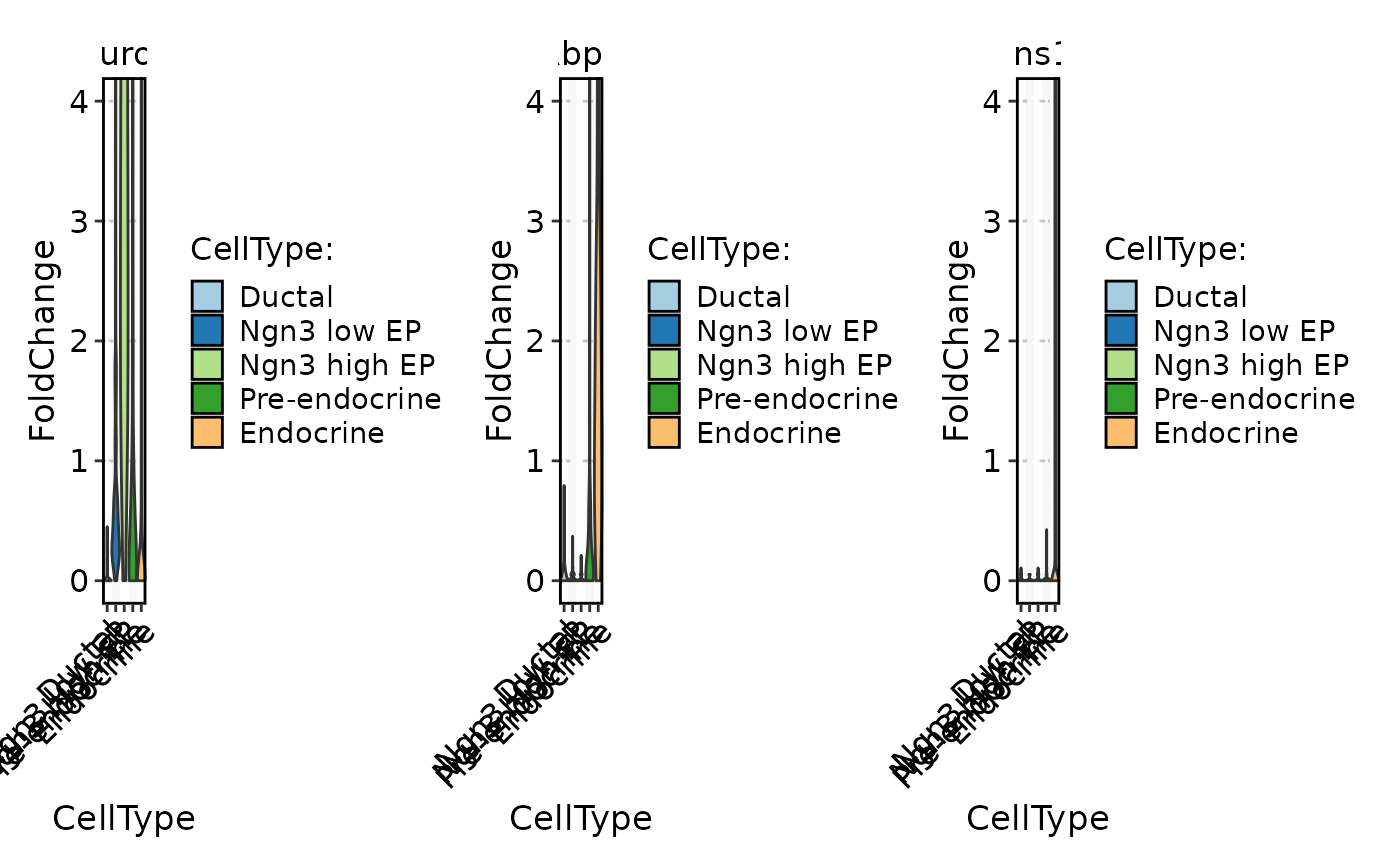 urc
4
3
2
1
0
FoldChange
CellType:
Ductal
Ngn3 low EP
Ngn3 high EP
Pre-endocrine
Endocrine
CellType
bp
4
3
2
1
0
FoldChange
CellType:
Ductal
Ngn3 low EP
Ngn3 high EP
Pre-endocrine
Endocrine
CellType
ns1
4
3
2
1
0
FoldChange
CellType:
Ductal
Ngn3 low EP
Ngn3 high EP
Pre-endocrine
Endocrine
CellType